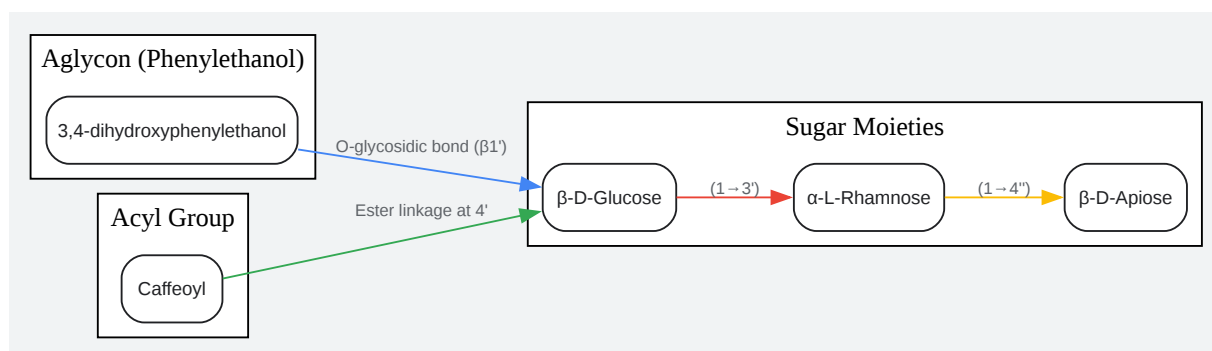 Aglycon (Phenylethanol)
3,4-dihydroxyphenylethanol
O-glycosidic bond (β1')
Acyl Group
Caffeoyl
Ester linkage at 4'
Sugar Moieties
β-D-Glucose
(1→3')
α-L-Rhamnose
(1→4'')
β-D-Apiose